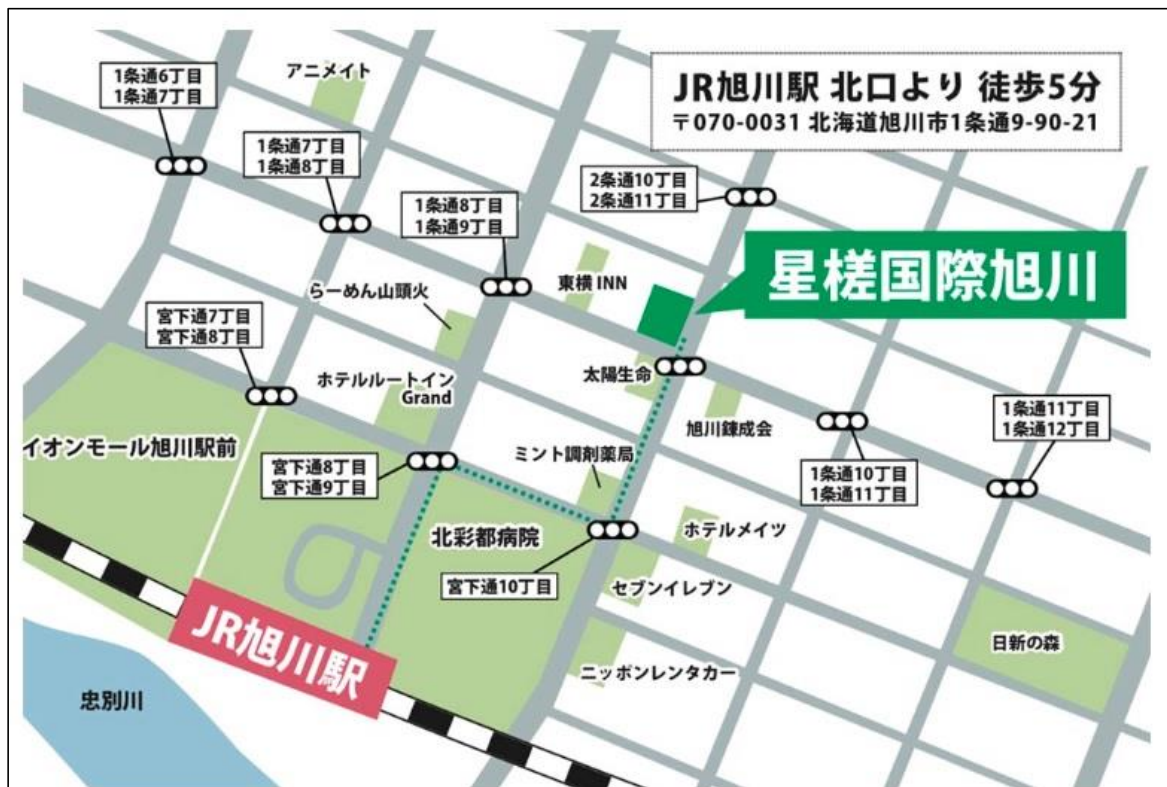 アニメイト
1条通6丁目
1条通7丁目
JR旭川駅 北口より 徒歩5分
〒070-0031 北海道旭川市1条通9-90-21
1条通7丁目
1条通8丁目
1条通8丁目
1条通9丁目
2条通10丁目
2条通11丁目
星槎国際旭川
東横 INN
らーめん山頭火
宮下通7丁目
宮下通8丁目
太陽生命
ホテルルートイン
Grand
旭川錬成会
1条通11丁目
1条通12丁目
イオンモール旭川駅前
ミント調剤薬局
宮下通8丁目
宮下通9丁目
1条通10丁目
1条通11丁目
北彩都病院
ホテルメイツ
宮下通10丁目
セブンイレブン
JR旭川駅
日新の森
ニッポンレンタカー
忠別川